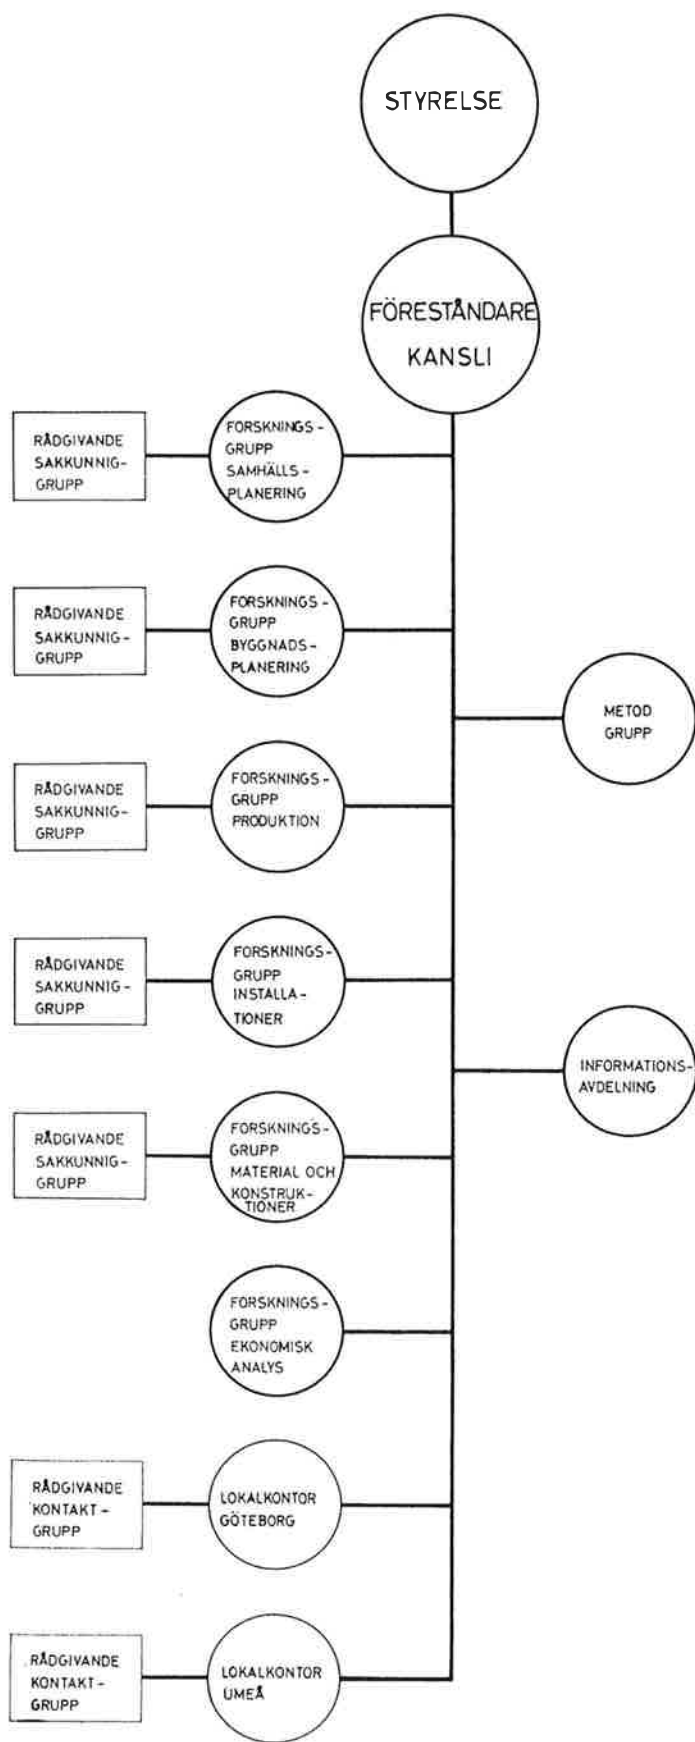 STYRELSE
FÖRESTÅNDARE
KANSLI
RÅDGIVANDE
SAKKUNNIG-
GRUPP
FORSKNINGS-
GRUPP
SAMHÄLLS-
PLANERING
RÅDGIVANDE
SAKKUNNIG-
GRUPP
FORSKNINGS-
GRUPP
BYGGNADS-
PLANERING
METOD
GRUPP
RÅDGIVANDE
SAKKUNNIG-
GRUPP
FORSKNINGS-
GRUPP
PRODUKTION
RÅDGIVANDE
SAKKUNNIG-
GRUPP
FORSKNINGS-
GRUPP
INSTALLA-
TIONER
INFORMATIONS-
AVDELNING
RÅDGIVANDE
SAKKUNNIG-
GRUPP
FORSKNINGS-
GRUPP
MATERIAL OCH
KONSTRUK-
TIONER
FORSKNINGS-
GRUPP
EKONOMISK
ANALYS
RÅDGIVANDE
KONTAKT-
GRUPP
LOKALKONTOR
GÖTEBORG
RÅDGIVANDE
KONTAKT-
GRUPP
LOKALKONTOR
UMEÅ